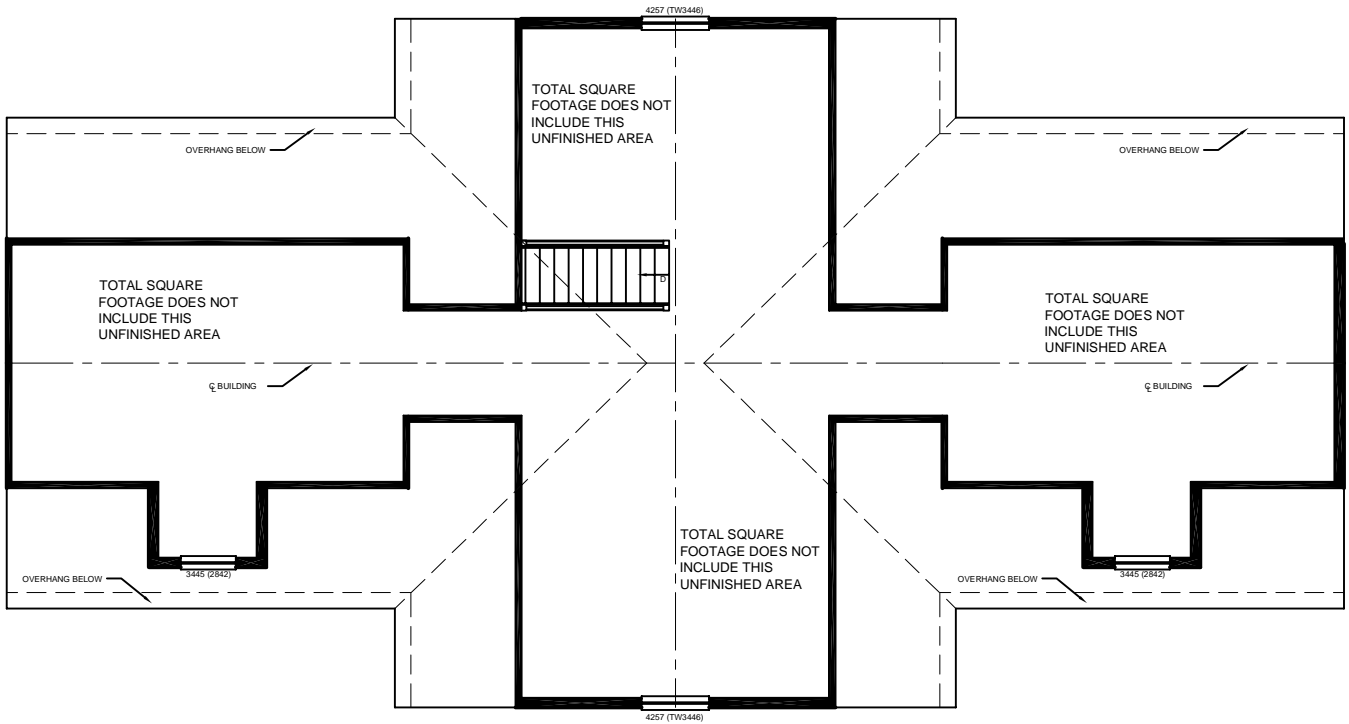 4257 (TW3446)
TOTAL SQUARE
FOOTAGE DOES NOT
INCLUDE THIS
UNFINISHED AREA
OVERHANG BELOW
OVERHANG BELOW
D
TOTAL SQUARE
FOOTAGE DOES NOT
INCLUDE THIS
UNFINISHED AREA
TOTAL SQUARE
FOOTAGE DOES NOT
INCLUDE THIS
UNFINISHED AREA
℄ BUILDING
℄ BUILDING
TOTAL SQUARE
FOOTAGE DOES NOT
INCLUDE THIS
UNFINISHED AREA
3445 (2842)
3445 (2842)
OVERHANG BELOW
OVERHANG BELOW
4257 (TW3446)